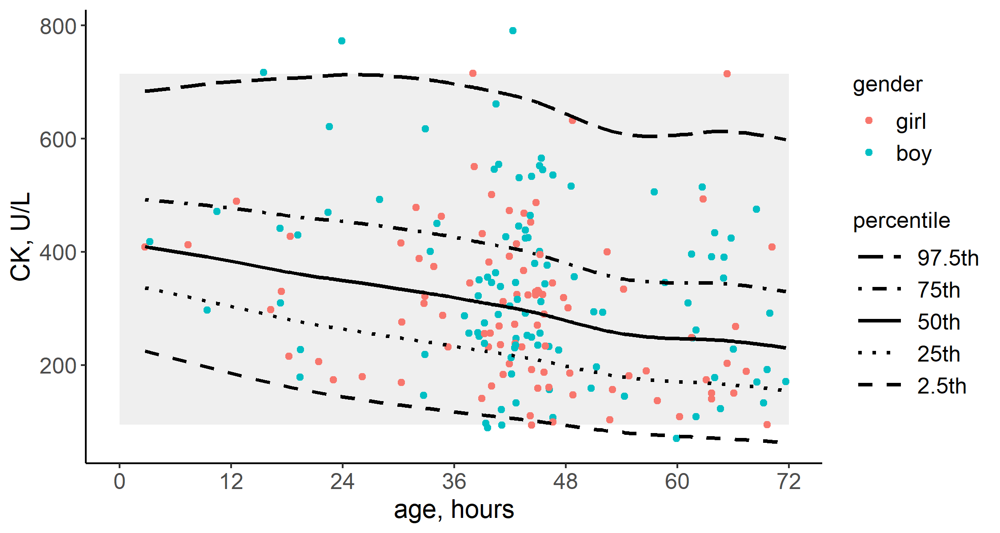 800
600
400
200
CK, U/L
0 12 24 36 48 60 72
age, hours
gender
girl
boy
percentile
97.5th
75th
50th
25th
2.5th